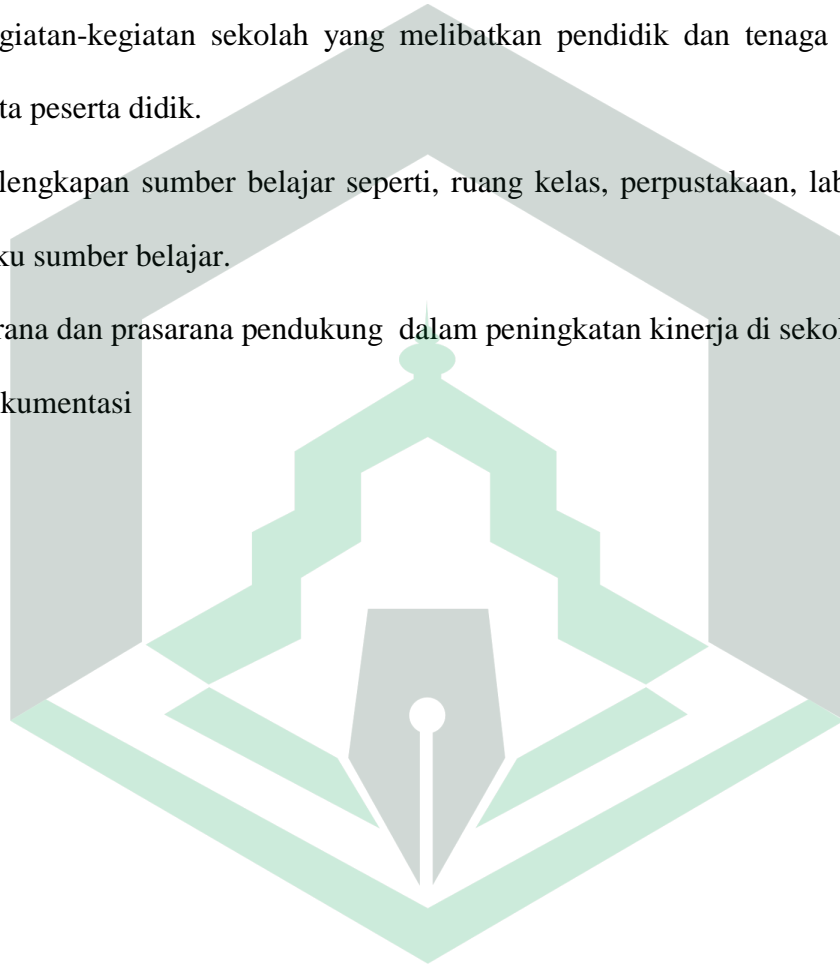 giatan-kegiatan sekolah yang melibatkan pendidik dan tenaga
ta peserta didik.
lengkapan sumber belajar seperti, ruang kelas, perpustakaan, lab
ku sumber belajar.
rana dan prasarana pendukung dalam peningkatan kinerja di sekol
kumentasi